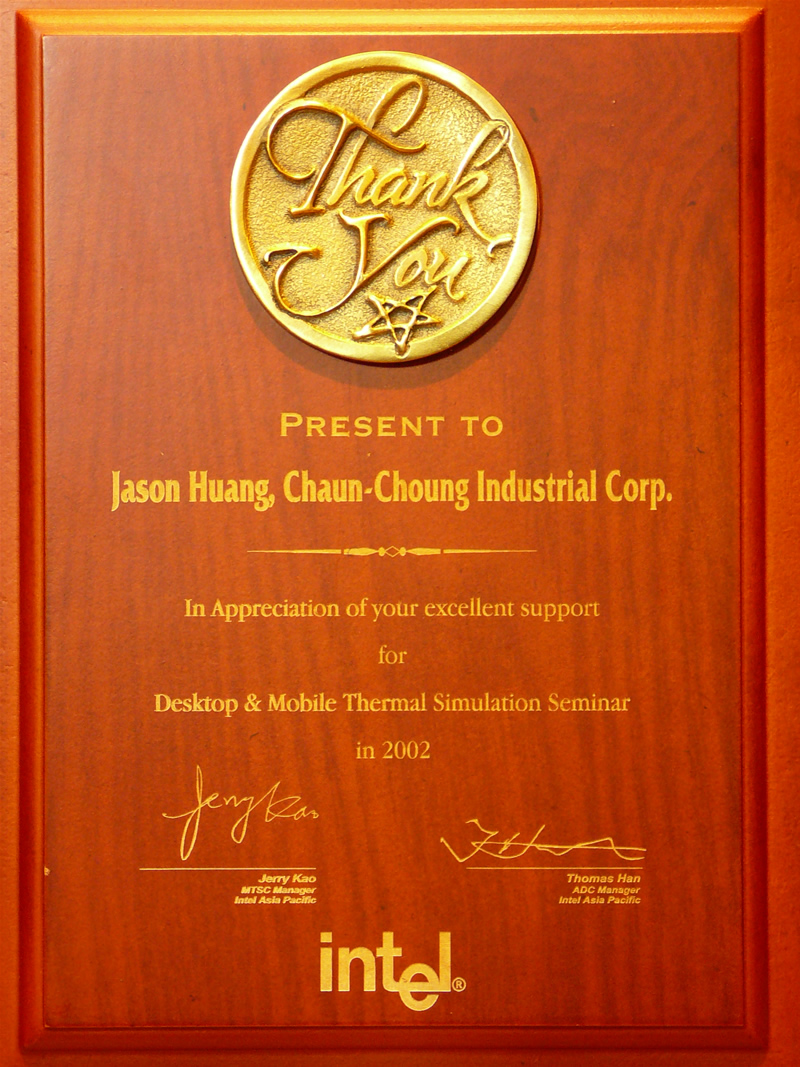 Thank
You
PRESENT TO
Jason Huang, Chaun-Choung Industrial Corp.
In Appreciation of your excellent support
for
Desktop & Mobile Thermal Simulation Seminar
in 2002
Jerry Kao
Jerry Kao
MTSC Manager
Intel Asia Pacific
Thomas Han
ADC Manager
Intel Asia Pacific
intel®